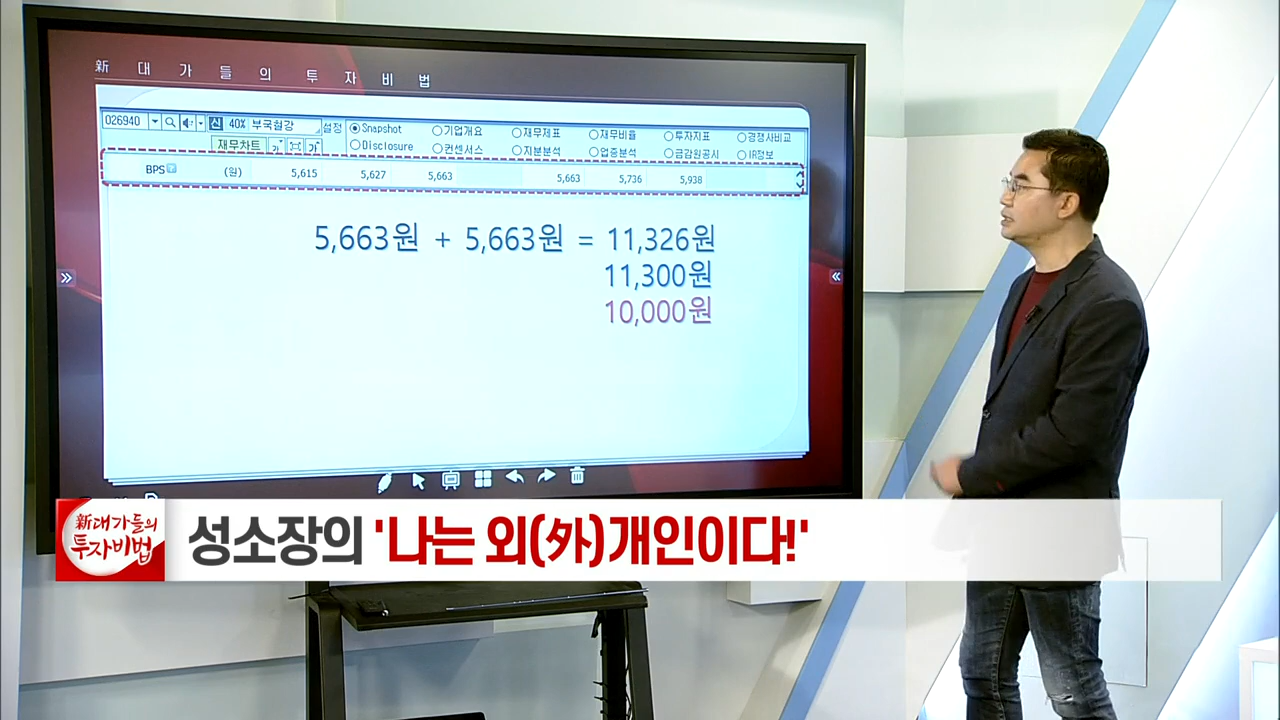 新 대 가 들 의 투 자 비 법
026940 신 40% 부국철강 설정 Snapshot 기업개요 재무제표 재무비율 투자지표 경쟁사비교
재무차트 가 가 Disclosure 컨센서스 지분분석 업종분석 금감원공시 IR정보
BPS (원) 5,615 5,627 5,663 5,663 5,736 5,938
5,663원 + 5,663원 = 11,326원
11,300원
10,000원
新대가들의
투자비법
성소장의 '나는 외(外)개인이다!'